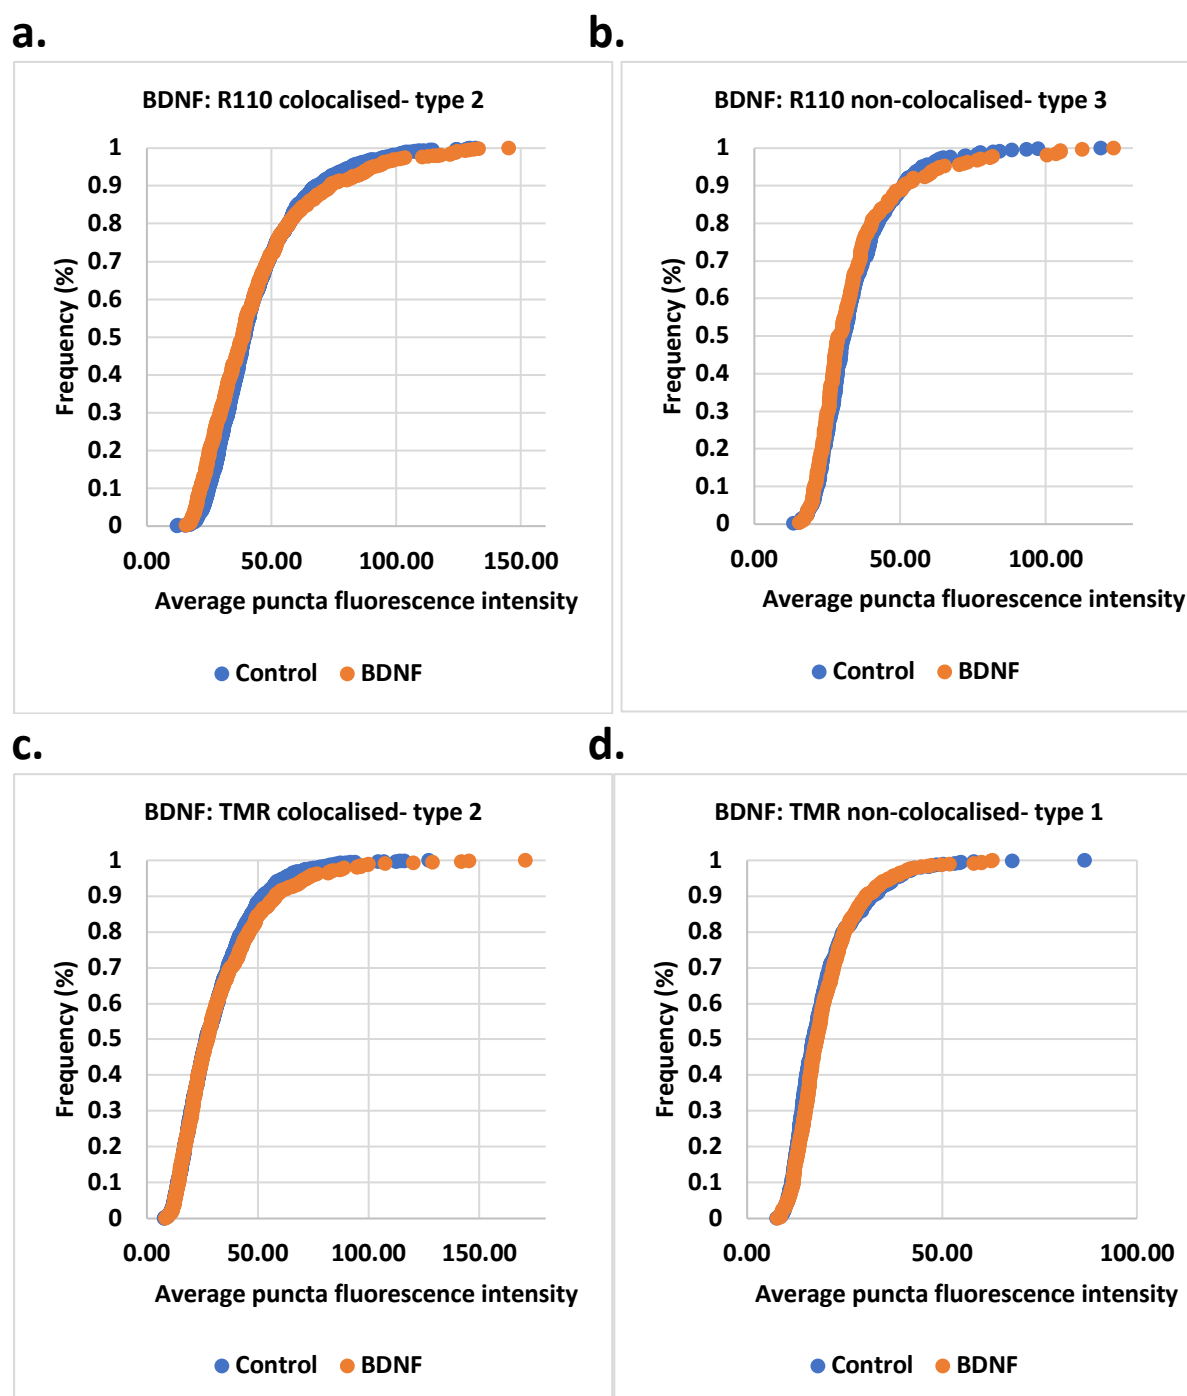 a.
BDNF: R110 colocalised- type 2
Frequency (%)
1
0.9
0.8
0.7
0.6
0.5
0.4
0.3
0.2
0.1
0
0.00 50.00 100.00 150.00
Average puncta fluorescence intensity
Control BDNF
b.
BDNF: R110 non-colocalised- type 3
Frequency (%)
1
0.9
0.8
0.7
0.6
0.5
0.4
0.3
0.2
0.1
0
0.00 50.00 100.00
Average puncta fluorescence intensity
Control BDNF
c.
BDNF: TMR colocalised- type 2
Frequency (%)
1
0.9
0.8
0.7
0.6
0.5
0.4
0.3
0.2
0.1
0
0.00 50.00 100.00 150.00
Average puncta fluorescence intensity
Control BDNF
d.
BDNF: TMR non-colocalised- type 1
Frequency (%)
1
0.9
0.8
0.7
0.6
0.5
0.4
0.3
0.2
0.1
0
0.00 50.00 100.00
Average puncta fluorescence intensity
Control BDNF